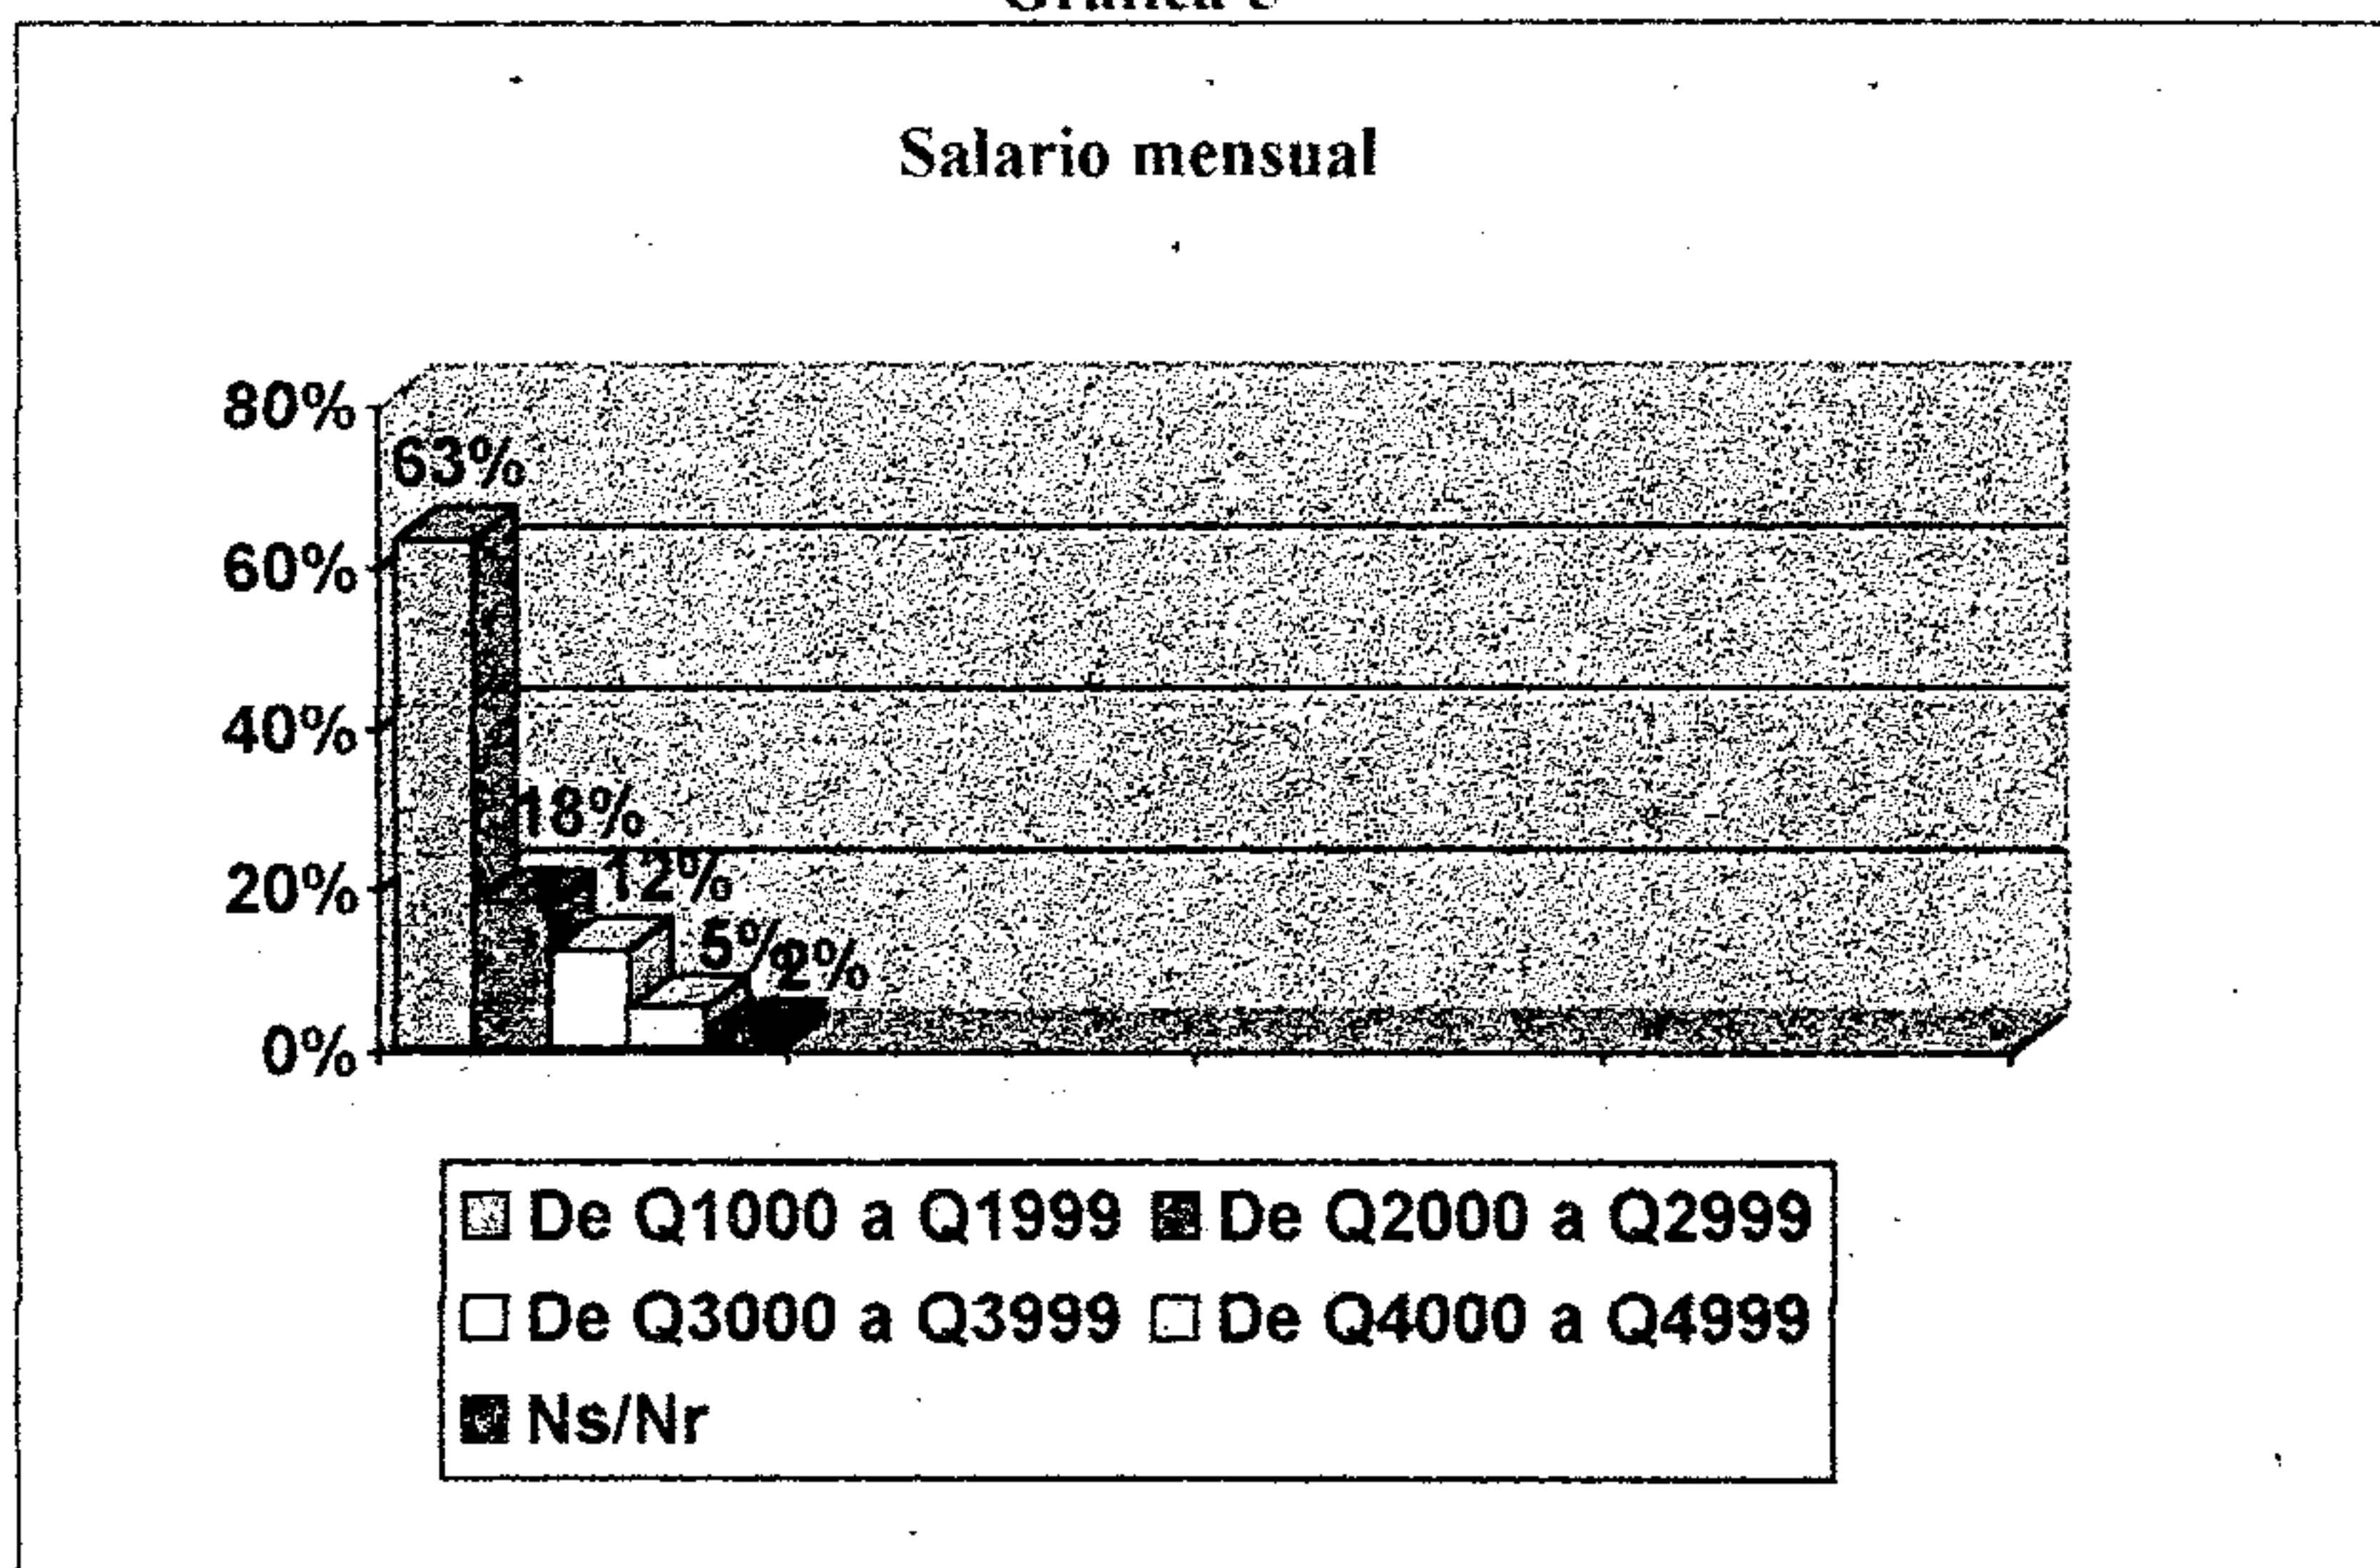 Salario mensual
80%
63%
60%
40%
18%
20%
12%
5%
2%
0%
De Q1000 a Q1999 De Q2000 a Q2999
De Q3000 a Q3999 De Q4000 a Q4999
Ns/Nr